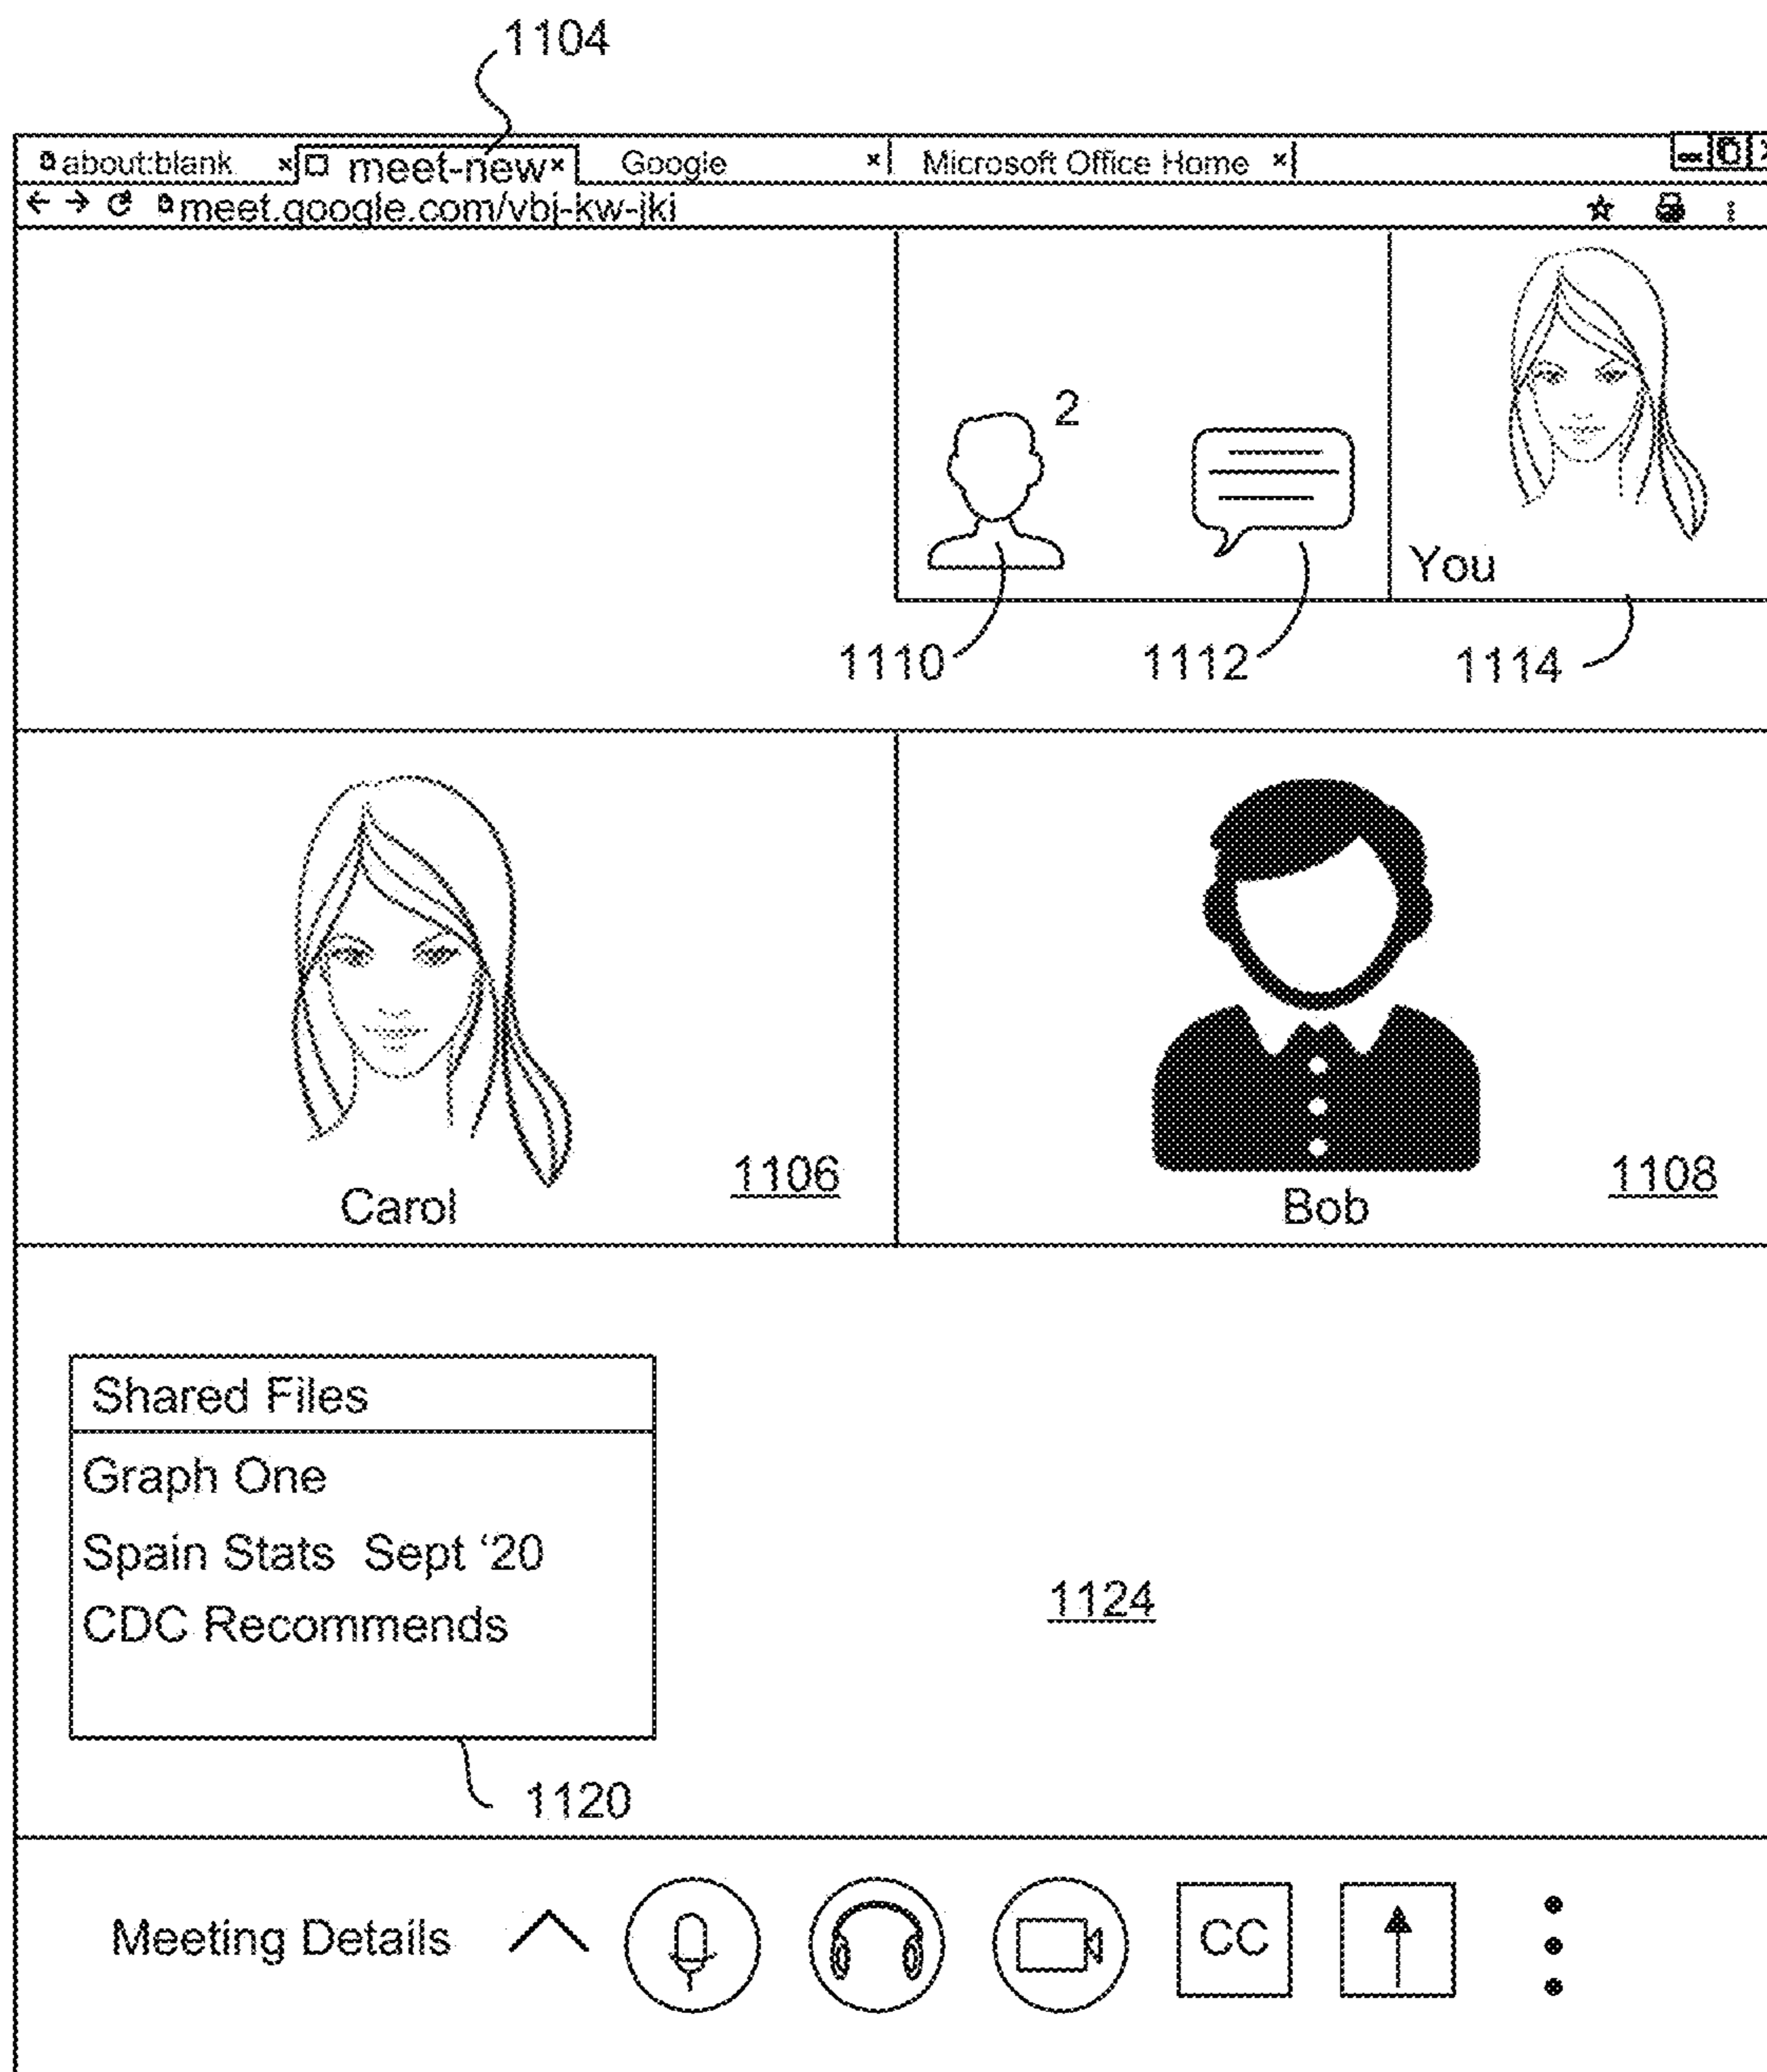 1104
about:blank × meet-new × Google × Microsoft Office Home ×
meet.google.com/vbj-kw-jki
2
You
1110 1112 1114
1106 1108
Carol Bob
Shared Files
Graph One
Spain Stats Sept ‘20
CDC Recommends
1124
1120
Meeting Details CC